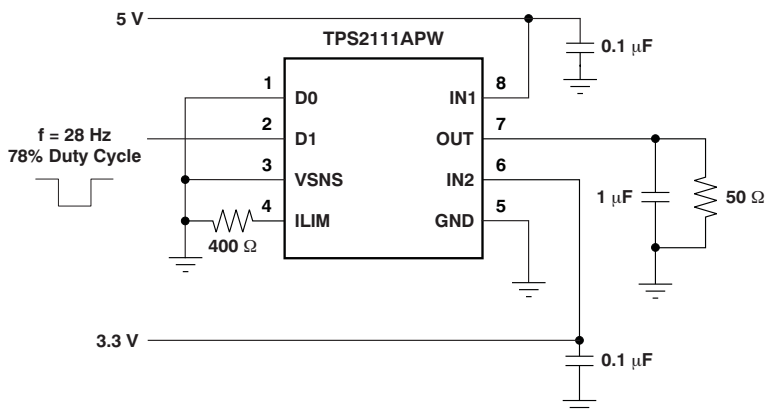 5 V
TPS2111APW
0.1 μF
1
D0
IN1
8
f = 28 Hz
78% Duty Cycle
2
D1
OUT
7
3
VSNS
IN2
6
1 μF
50 Ω
4
ILIM
GND
5
400 Ω
3.3 V
0.1 μF